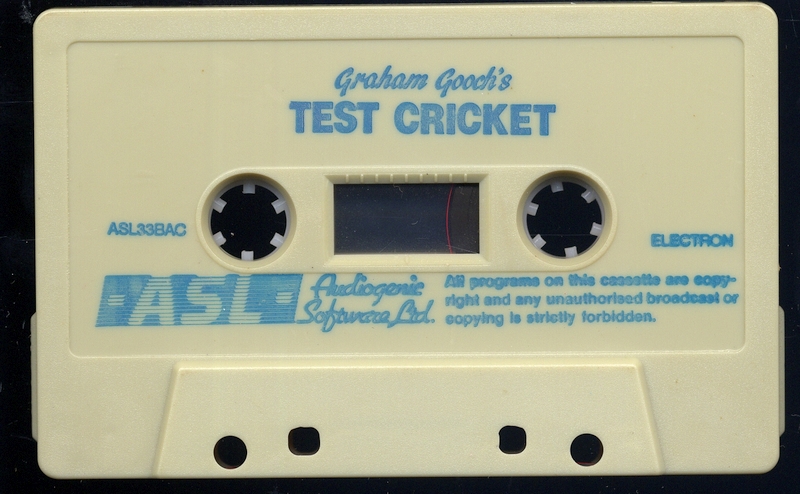 Graham Gooch's
TEST CRICKET
ASL33BAC
ELECTRON
ASL
Audiogenic
Software Ltd.
All programs on this cassette are copy-
right and any unauthorised broadcast or
copying is strictly forbidden.